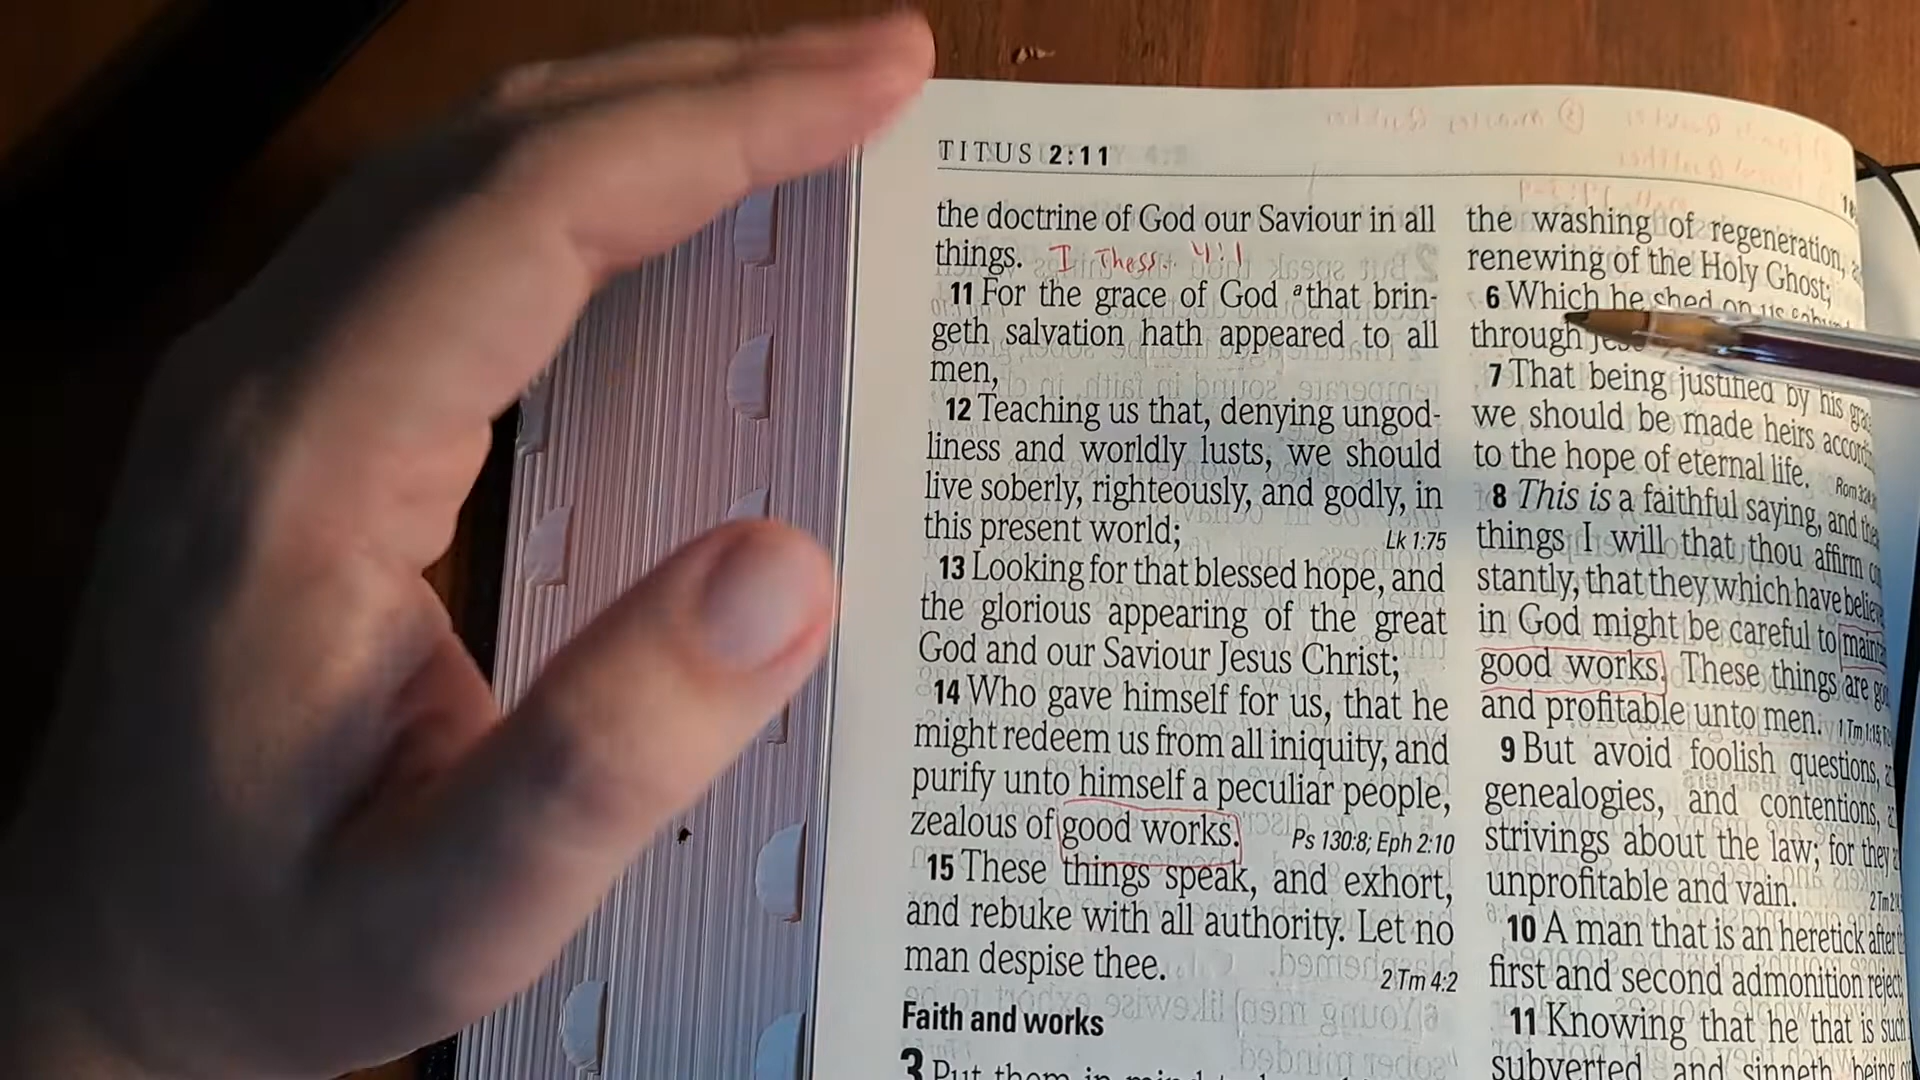 TITUS 2:11
the doctrine of God our Saviour in all
things. I Thess. 4:1
11 For the grace of God a that brin-
geth salvation hath appeared to all
men,
12 Teaching us that, denying ungod-
liness and worldly lusts, we should
live soberly, righteously, and godly, in
this present world; Lk 1:75
13 Looking for that blessed hope, and
the glorious appearing of the great
God and our Saviour Jesus Christ;
14 Who gave himself for us, that he
might redeem us from all iniquity, and
purify unto himself a peculiar people,
zealous of good works. Ps 130:8; Eph 2:10
15 These things speak, and exhort,
and rebuke with all authority. Let no
man despise thee. 2 Tm 4:2
Faith and works
3 Put them in mind to
the washing of regeneration,
renewing of the Holy Ghost;
6 Which he shed on us
through
7 That being justified by his
we should be made heirs
to the hope of eternal life.
8 This is a faithful saying, and
things I will that thou affirm
stantly, that they which have
in God might be careful to
good works. These things are
and profitable unto men.
9 But avoid foolish questions,
genealogies, and contentions,
strivings about the law; for they
unprofitable and vain.
10 A man that is an heretick after
first and second admonition reject
11 Knowing that he that is such
subverted and sinneth being